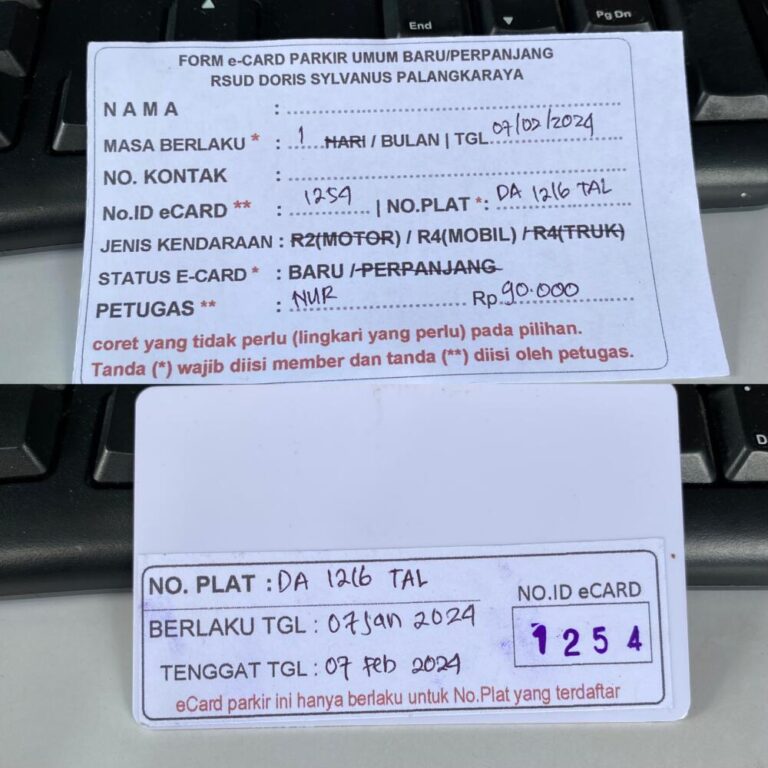 End
Pg Dn
FORM e-CARD PARKIR UMUM BARU/PERPANJANG
RSUD DORIS SYLVANUS PALANGKARAYA
NAMA :
MASA BERLAKU * : 1 HARI / BULAN | TGL. 07/02/2024
NO. KONTAK :
No.ID eCARD ** : 1254 | NO.PLAT *: DA 1216 TAL
JENIS KENDARAAN : R2(MOTOR) / R4(MOBIL) / R4(TRUK)
STATUS E-CARD * : BARU / PERPANJANG
PETUGAS ** : NUR Rp. 90.000
coret yang tidak perlu (lingkari yang perlu) pada pilihan.
Tanda (*) wajib diisi member dan tanda (**) diisi oleh petugas.
NO. PLAT : DA 1216 TAL
BERLAKU TGL : 07 Jan 2024
TENGGAT TGL : 07 Feb 2024
NO.ID eCARD
1254
eCard parkir ini hanya berlaku untuk No.Plat yang terdaftar